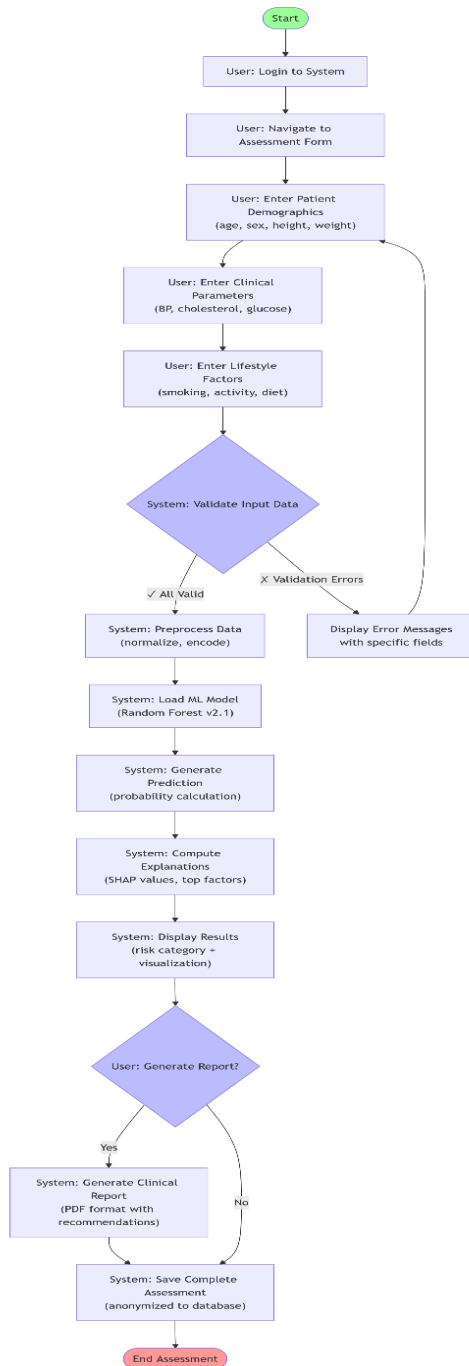 Start
User: Login to System
User: Navigate to
Assessment Form
User: Enter Patient
Demographics
(age, sex, height, weight)
User: Enter Clinical
Parameters
(BP, cholesterol, glucose)
User: Enter Lifestyle
Factors
(smoking, activity, diet)
System: Validate Input Data
✓ All Valid
✗ Validation Errors
System: Preprocess Data
(normalize, encode)
Display Error Messages
with specific fields
System: Load ML Model
(Random Forest v2.1)
System: Generate
Prediction
(probability calculation)
System: Compute
Explanations
(SHAP values, top factors)
System: Display Results
(risk category +
visualization)
User: Generate Report?
Yes
No
System: Generate Clinical
Report
(PDF format with
recommendations)
System: Save Complete
Assessment
(anonymized to database)
End Assessment